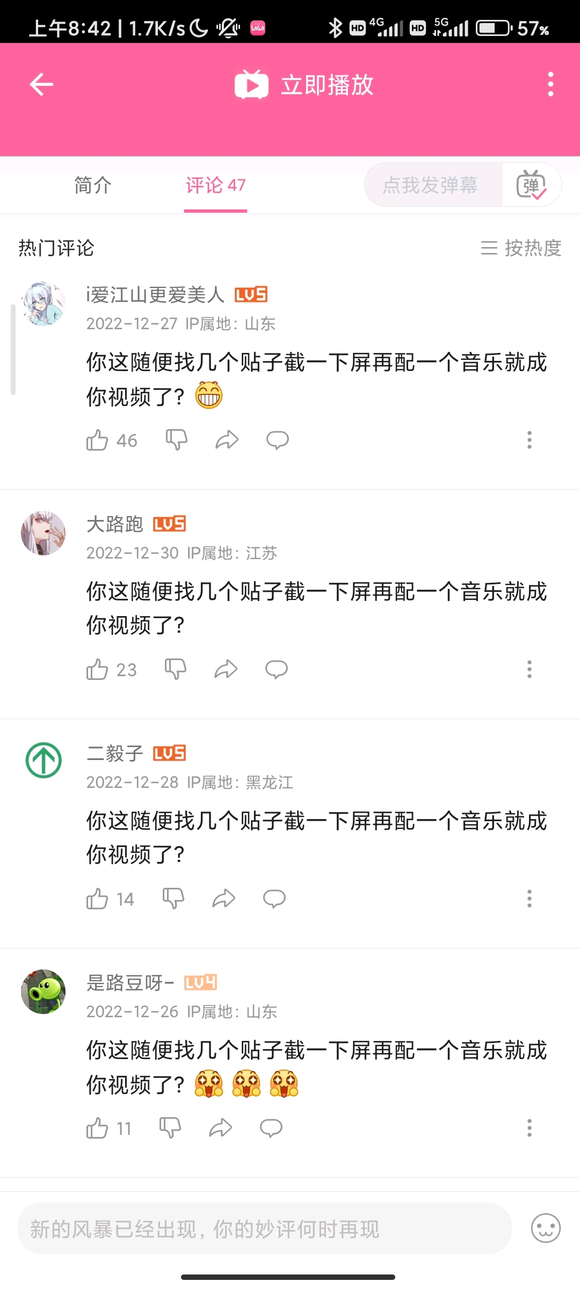 上午8:42 | 1.7K/s HD 4G HD 5G 57%
立即播放
简介 评论 47 点我发弹幕 弹
热门评论 按热度
i爱江山更爱美人 LV5
2022-12-27 IP属地：山东
你这随便找几个贴子截一下屏再配一个音乐就成
你视频了？
46
大路跑 LV5
2022-12-30 IP属地：江苏
你这随便找几个贴子截一下屏再配一个音乐就成
你视频了？
23
二毅子 LV5
2022-12-28 IP属地：黑龙江
你这随便找几个贴子截一下屏再配一个音乐就成
你视频了？
14
是路豆呀- LV4
2022-12-26 IP属地：山东
你这随便找几个贴子截一下屏再配一个音乐就成
你视频了？
11
新的风暴已经出现，你的妙评何时再现